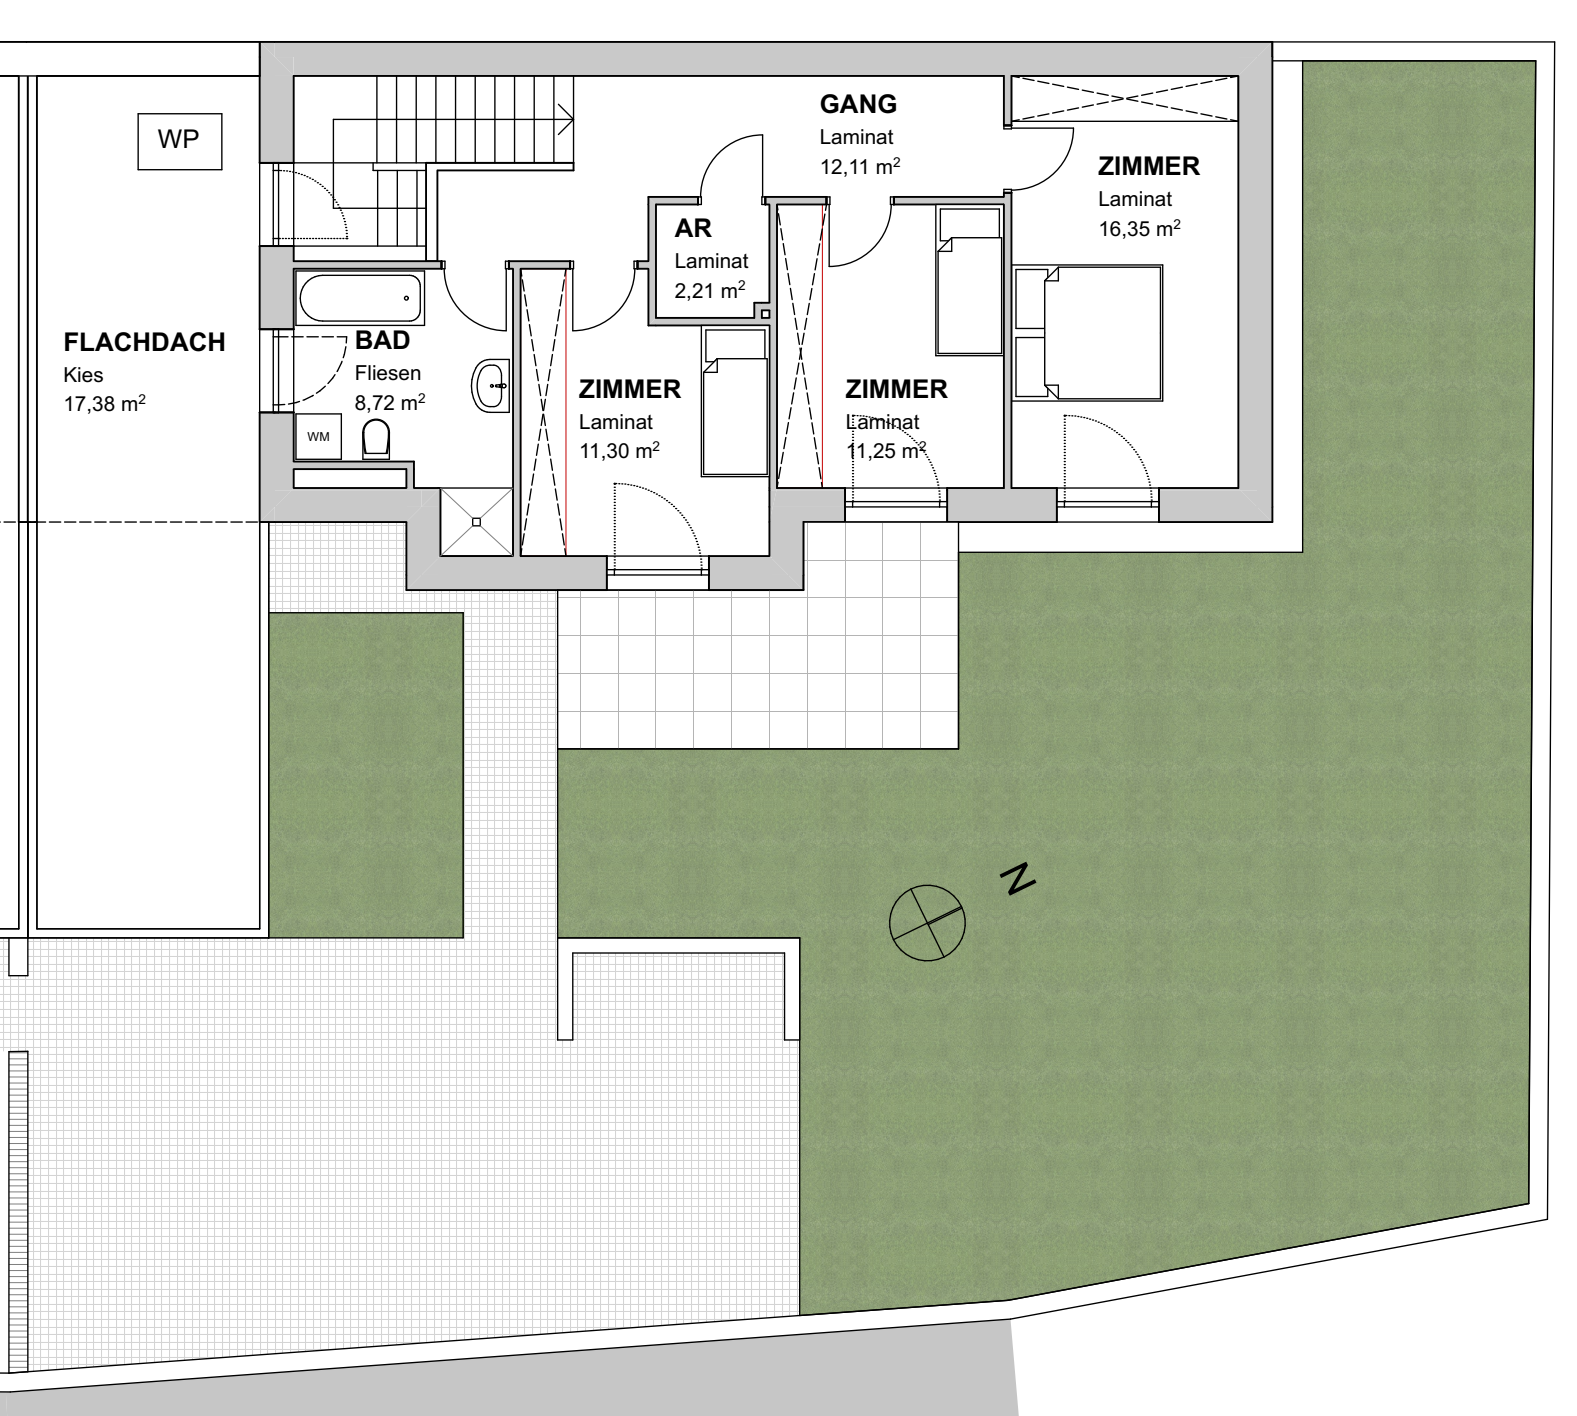 WP
GANG
Laminat
12,11 m²
ZIMMER
Laminat
16,35 m²
AR
Laminat
2,21 m²
FLACHDACH
Kies
17,38 m²
BAD
Fliesen
8,72 m²
WM
ZIMMER
Laminat
11,30 m²
ZIMMER
Laminat
11,25 m²
N